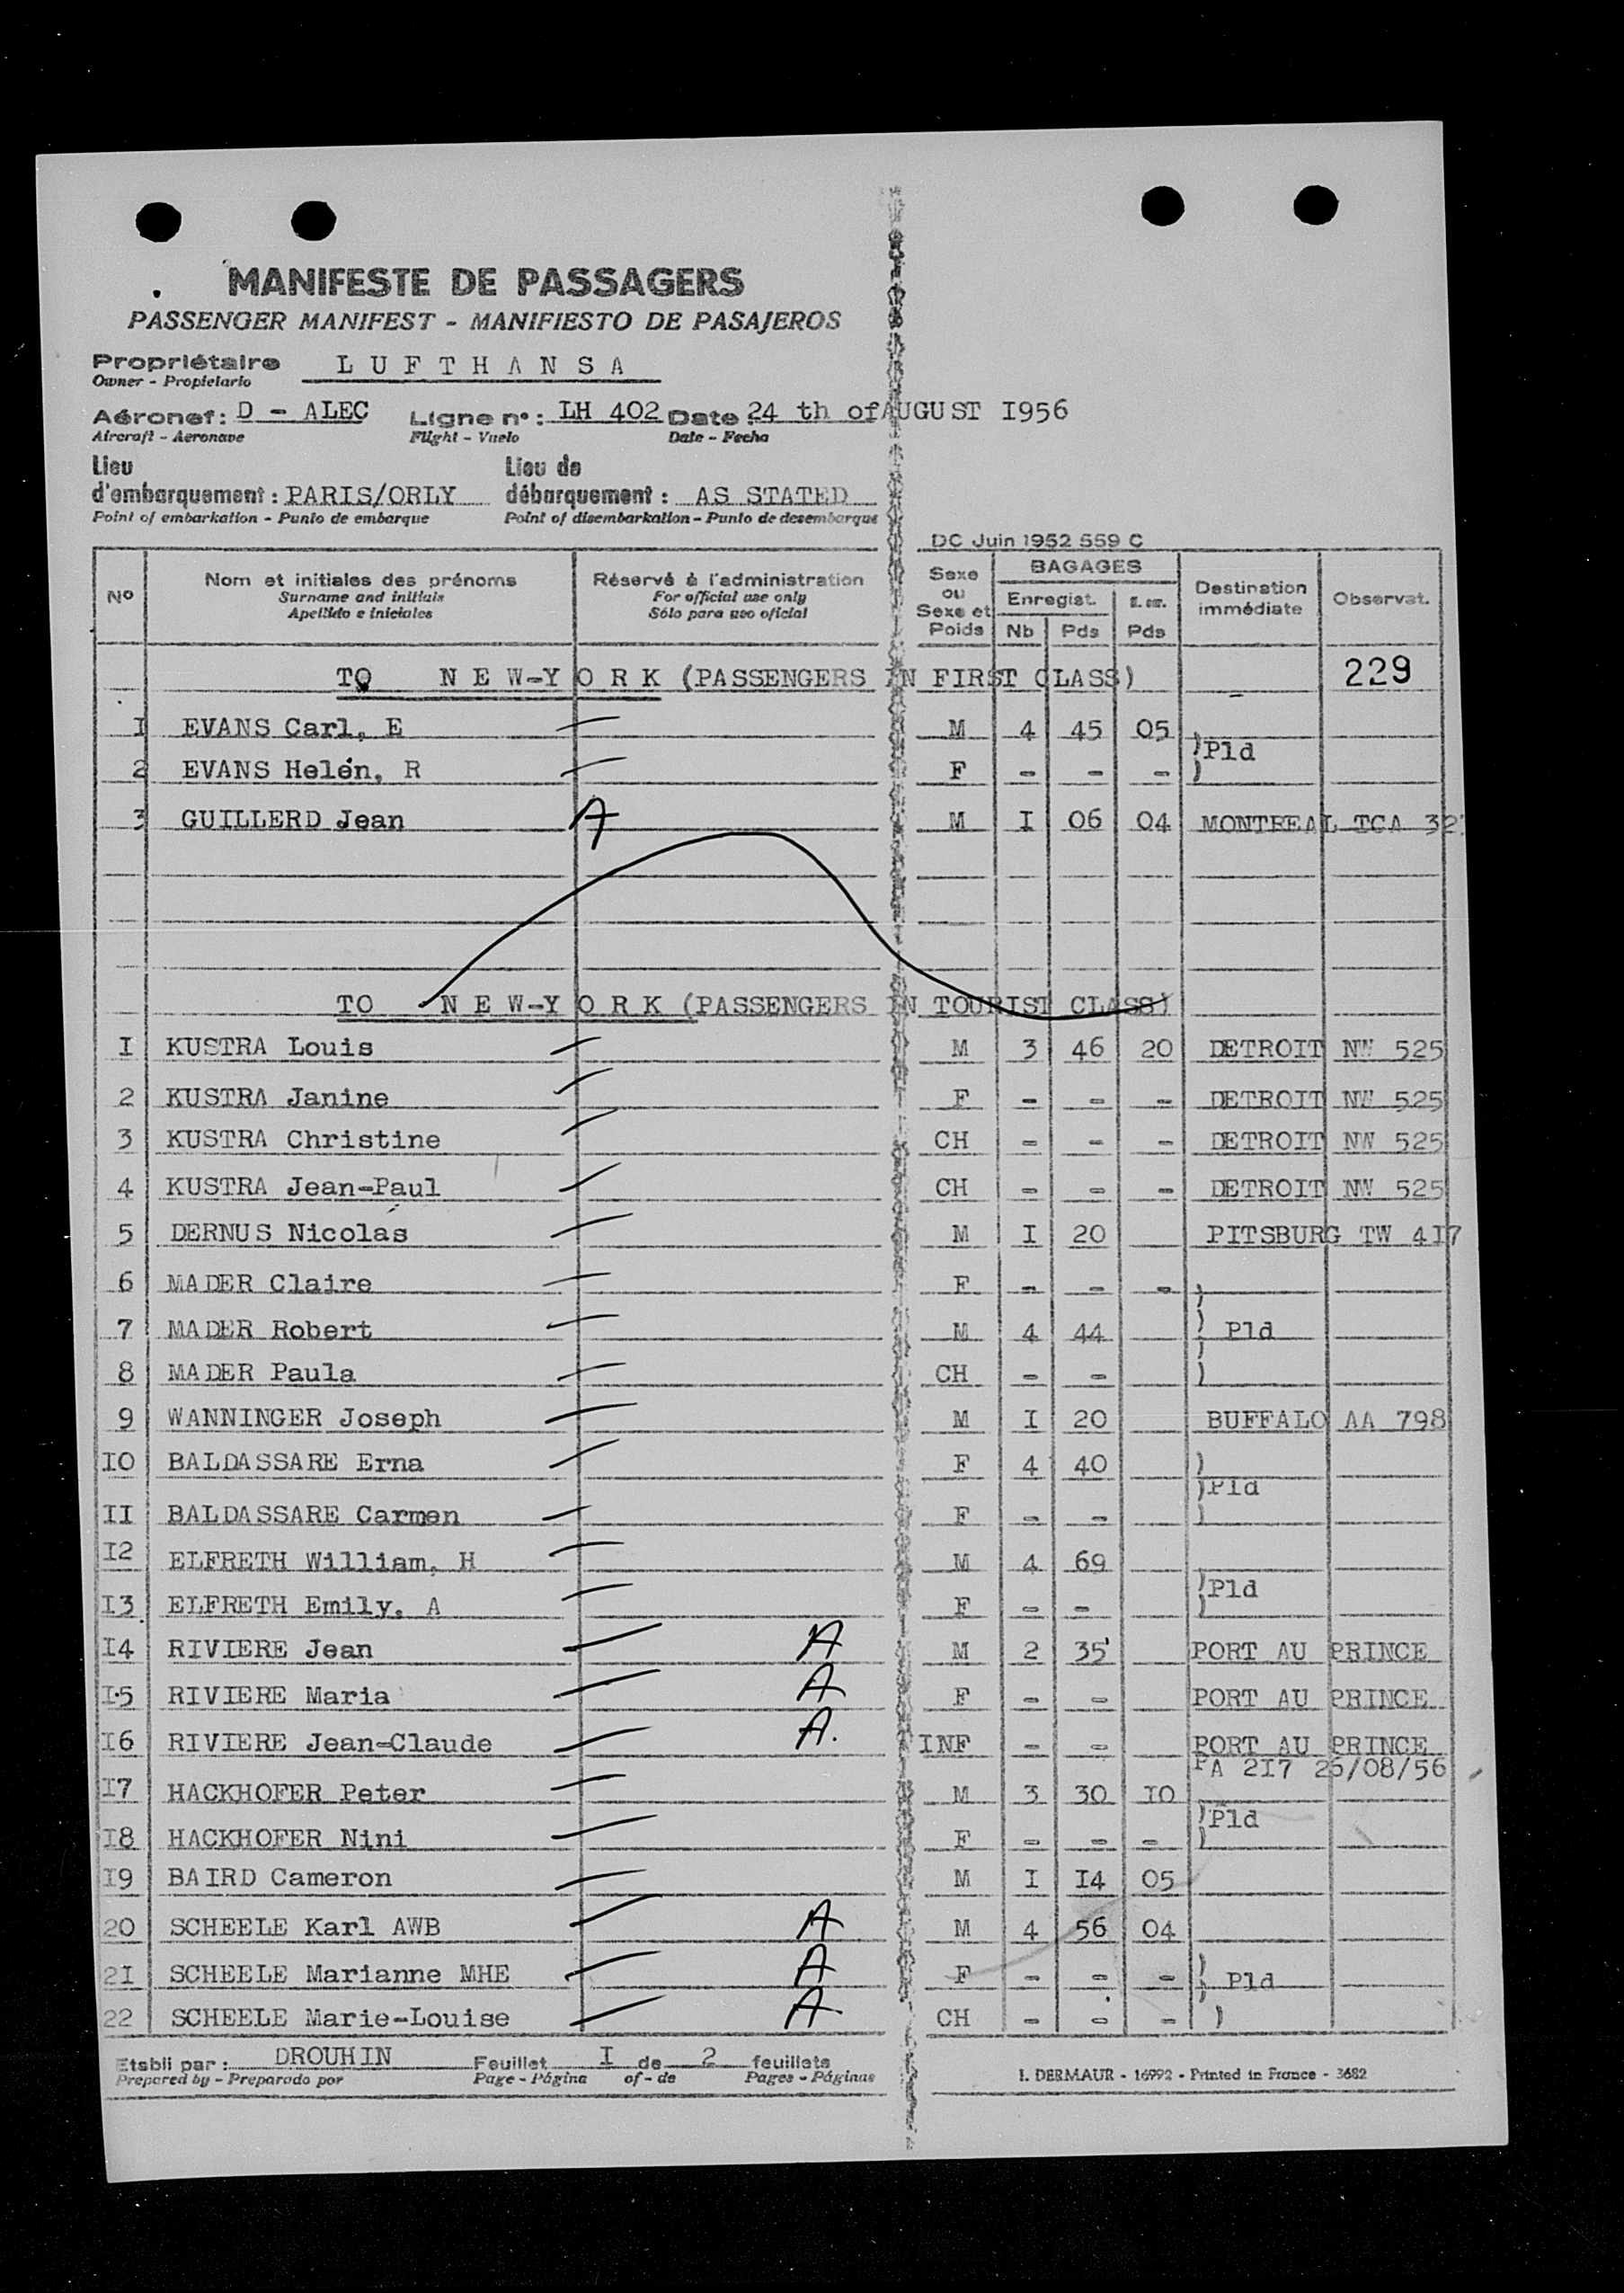 MANIFESTE DE PASSAGERS
PASSENGER MANIFEST - MANIFIESTO DE PASAJEROS
Propriétaire L U F T H A N S A
Owner - Propietario
Aéronef: D - ALEC Ligne n°: LH 402 Date 24 th of AUGUST I956
Aircraft - Aeronave Flight - Vuelo Date - Fecha
Lieu Lieu de
d'embarquement : PARIS/ORLY débarquement : AS STATED
Point of embarkation - Punto de embarque Point of disembarkation - Punto de desembarque
DC Juin 1952 559 C
No Nom et initiales des prénoms Réservé à l'administration Sexe BAGAGES Destination Observat.
Surname and initials For official use only ou Enregist. immédiate
Apellido e iniciales Sólo para uso oficial Sexe et
Poids Nb Pds Pds
TO N E W-Y O R K (PASSENGERS IN FIRST CLASS) 229
I EVANS Carl, E M 4 45 05 )
)Pld
2 EVANS Helén, R F - - - )
3 GUILLERD Jean A M I 06 04 MONTREAL TCA
TO N E W-Y O R K (PASSENGERS IN TOURIST CLASS)
I KUSTRA Louis M 3 46 20 DETROIT NW 525
2 KUSTRA Janine F - - - DETROIT NW 525
3 KUSTRA Christine CH - - - DETROIT NW 525
4 KUSTRA Jean-Paul CH - - - DETROIT NW 525
5 DERNUS Nicolas M I 20 PITSBURG TW 4I7
6 MADER Claire F - - - )
7 MADER Robert M 4 44 ) Pld
8 MADER Paula CH - - )
9 WANNINGER Joseph M I 20 BUFFALO AA 798
IO BALDASSARE Erna F 4 40 )
)Pld
II BALDASSARE Carmen F - - )
I2 ELFRETH William, H M 4 69
)Pld
I3. ELFRETH Emily, A F - - )
I4 RIVIERE Jean A M 2 35 PORT AU PRINCE
I5 RIVIERE Maria A F - - PORT AU PRINCE
I6 RIVIERE Jean-Claude A. INF - - PORT AU PRINCE
PA 2I7 26/08/56
I7 HACKHOFER Peter M 3 30 IO
)Pld
I8 HACKHOFER Nini F - - - )
I9 BAIRD Cameron M I I4 05
20 SCHEELE Karl AWB A M 4 56 04
2I SCHEELE Marianne MHE A F - - - ) Pld
22 SCHEELE Marie-Louise A CH - - - )
Etabli par : DROUHIN Feuillet I de 2 feuillets
Prepared by - Preparado por Page - Página of - de Pages - Páginas
I. DERMAUR - 16992 - Printed in France - 3682